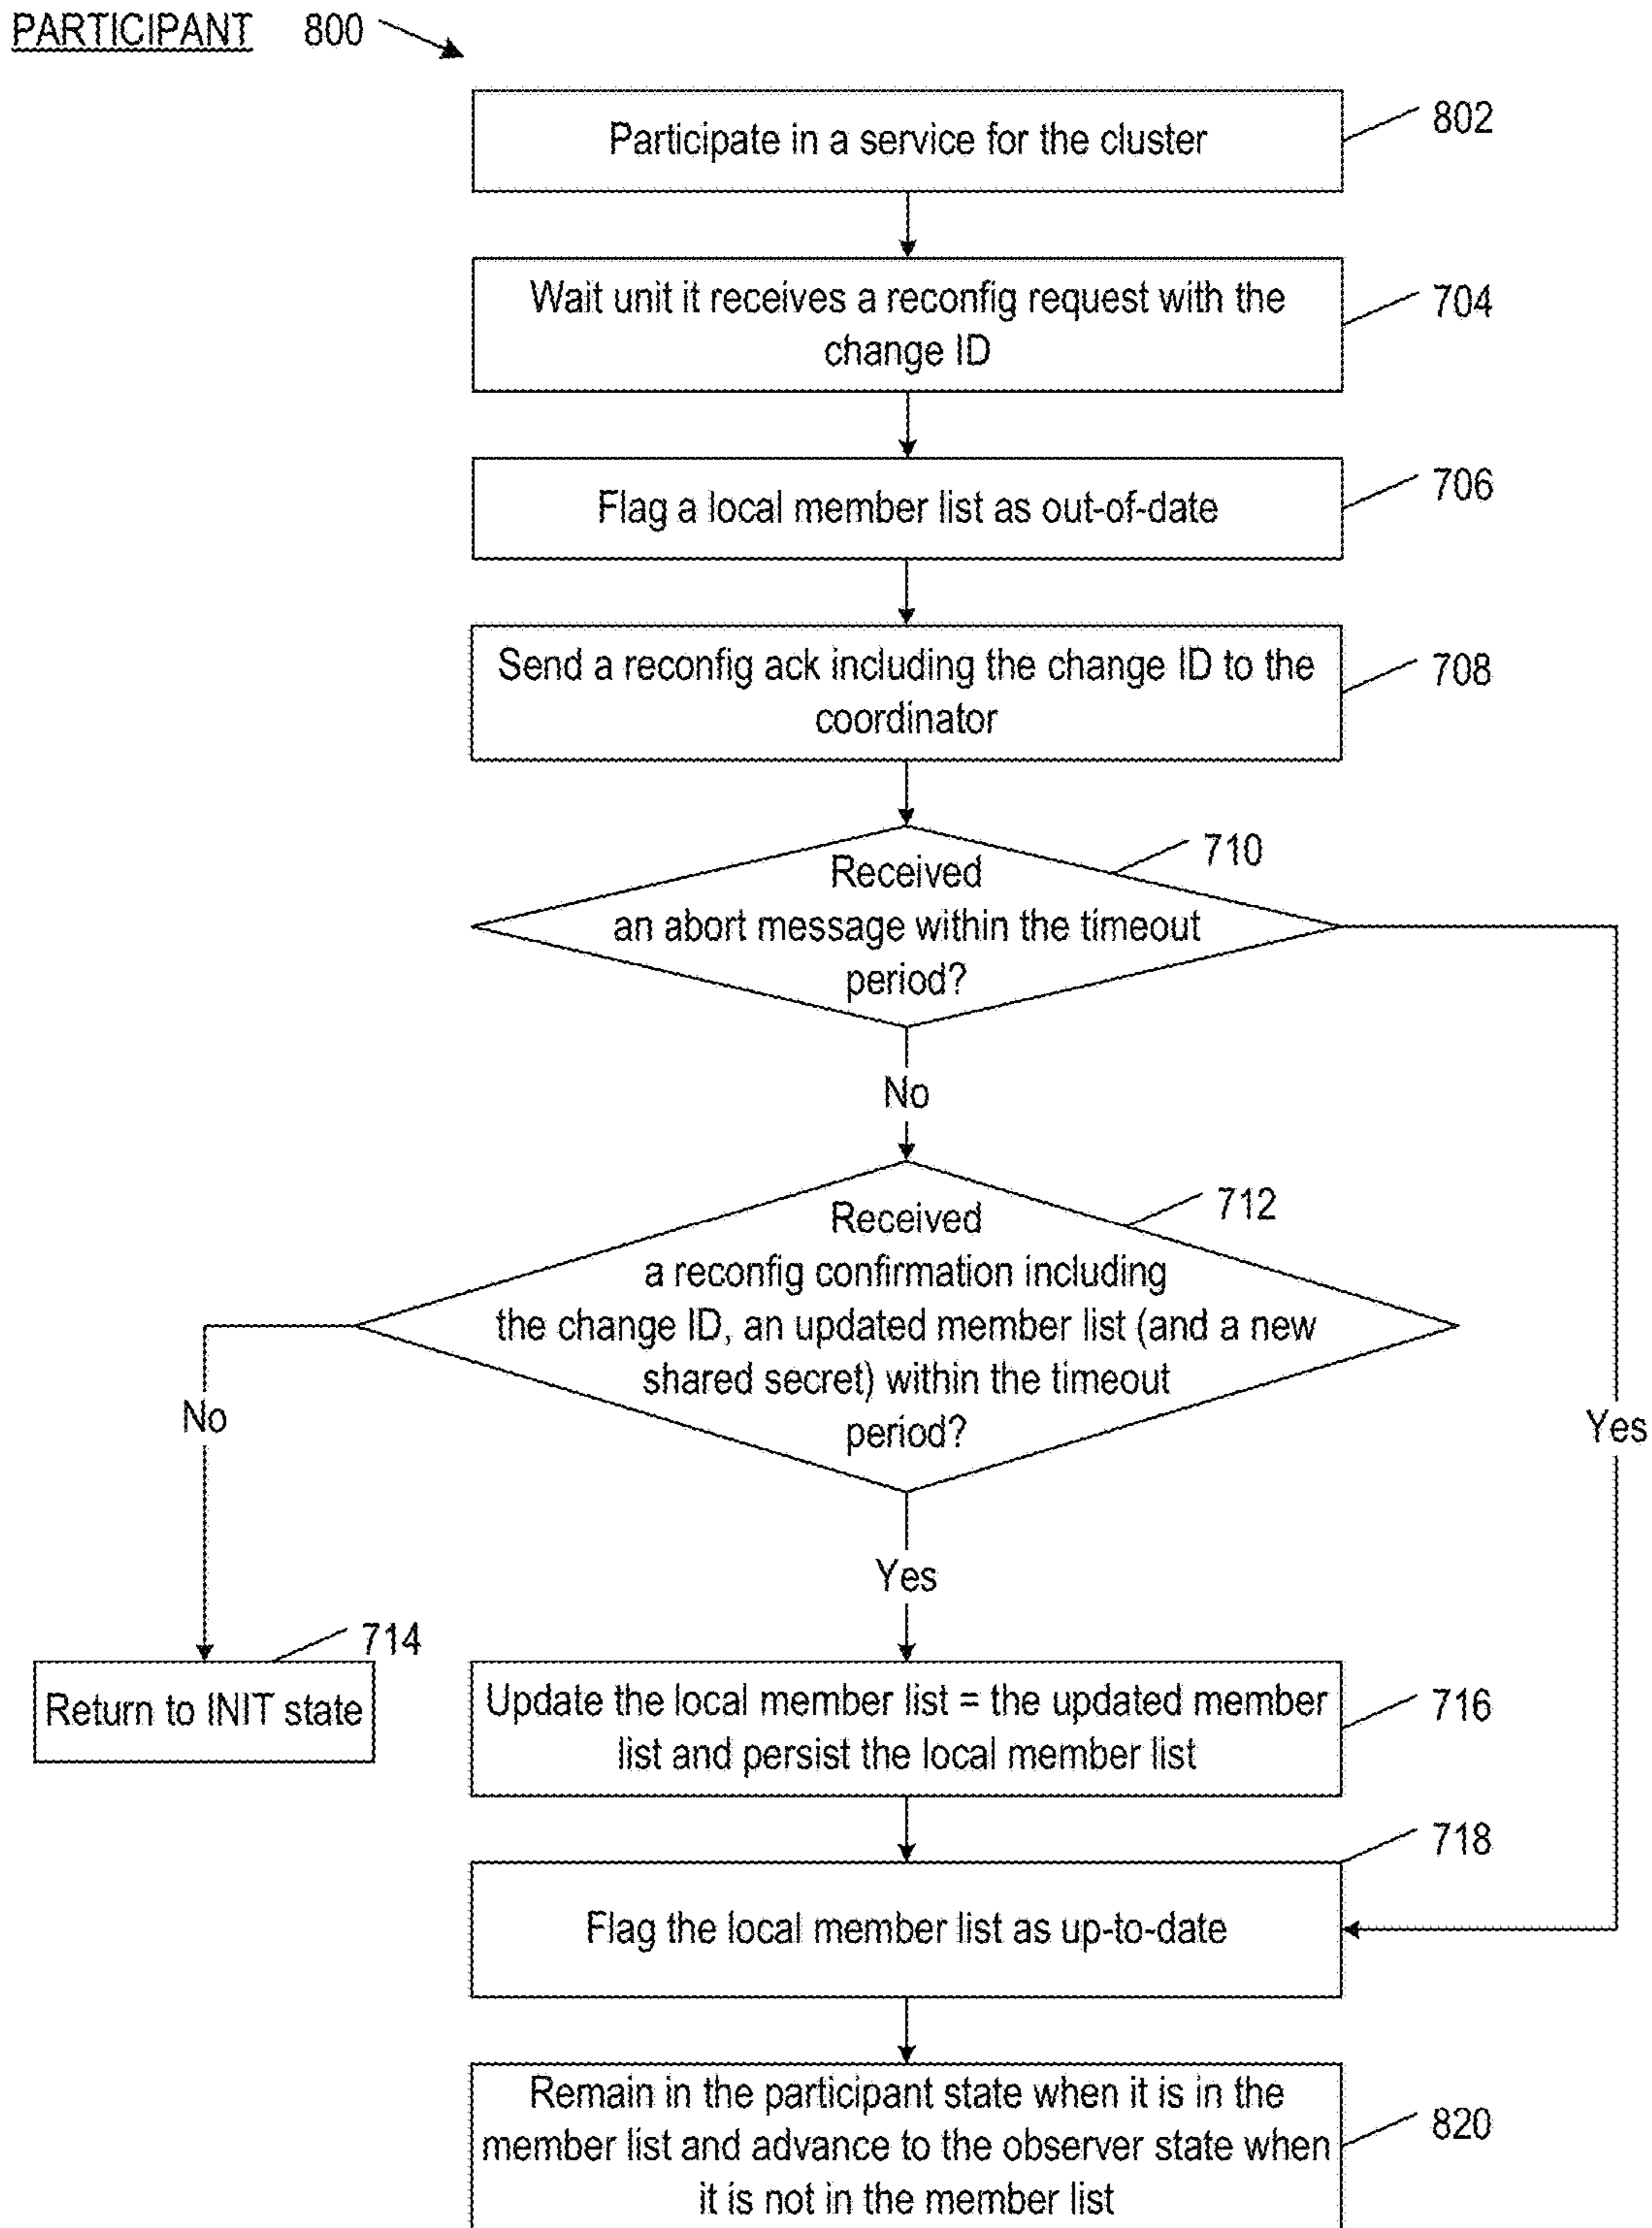 PARTICIPANT 800
Participate in a service for the cluster
802
Wait unit it receives a reconfig request with the
change ID
704
Flag a local member list as out-of-date
706
Send a reconfig ack including the change ID to the
coordinator
708
710
Received
an abort message within the timeout
period?
No
712
Received
a reconfig confirmation including
the change ID, an updated member list (and a new
shared secret) within the timeout
period?
No
Yes
Yes
714
Return to INIT state
Update the local member list = the updated member
list and persist the local member list
716
718
Flag the local member list as up-to-date
Remain in the participant state when it is in the
member list and advance to the observer state when
it is not in the member list
820